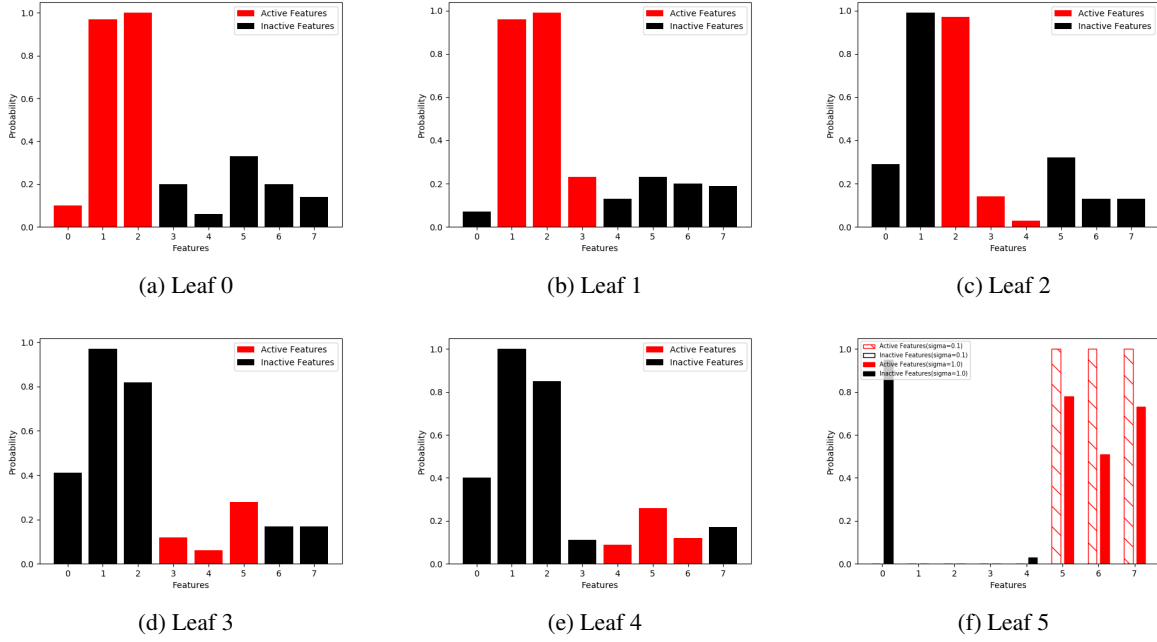 Active Features
Inactive Features
Probability
1.0
0.8
0.6
0.4
0.2
0.0
0 1 2 3 4 5 6 7
Features
(a) Leaf 0
Active Features
Inactive Features
Probability
1.0
0.8
0.6
0.4
0.2
0.0
0 1 2 3 4 5 6 7
Features
(b) Leaf 1
Active Features
Inactive Features
Probability
1.0
0.8
0.6
0.4
0.2
0.0
0 1 2 3 4 5 6 7
Features
(c) Leaf 2
Active Features
Inactive Features
Probability
1.0
0.8
0.6
0.4
0.2
0.0
0 1 2 3 4 5 6 7
Features
(d) Leaf 3
Active Features
Inactive Features
Probability
1.0
0.8
0.6
0.4
0.2
0.0
0 1 2 3 4 5 6 7
Features
(e) Leaf 4
Active Features(sigma=0.1)
Inactive Features(sigma=0.1)
Active Features(sigma=1.0)
Inactive Features(sigma=1.0)
Probability
1.0
0.8
0.6
0.4
0.2
0.0
0 1 2 3 4 5 6 7
Features
(f) Leaf 5